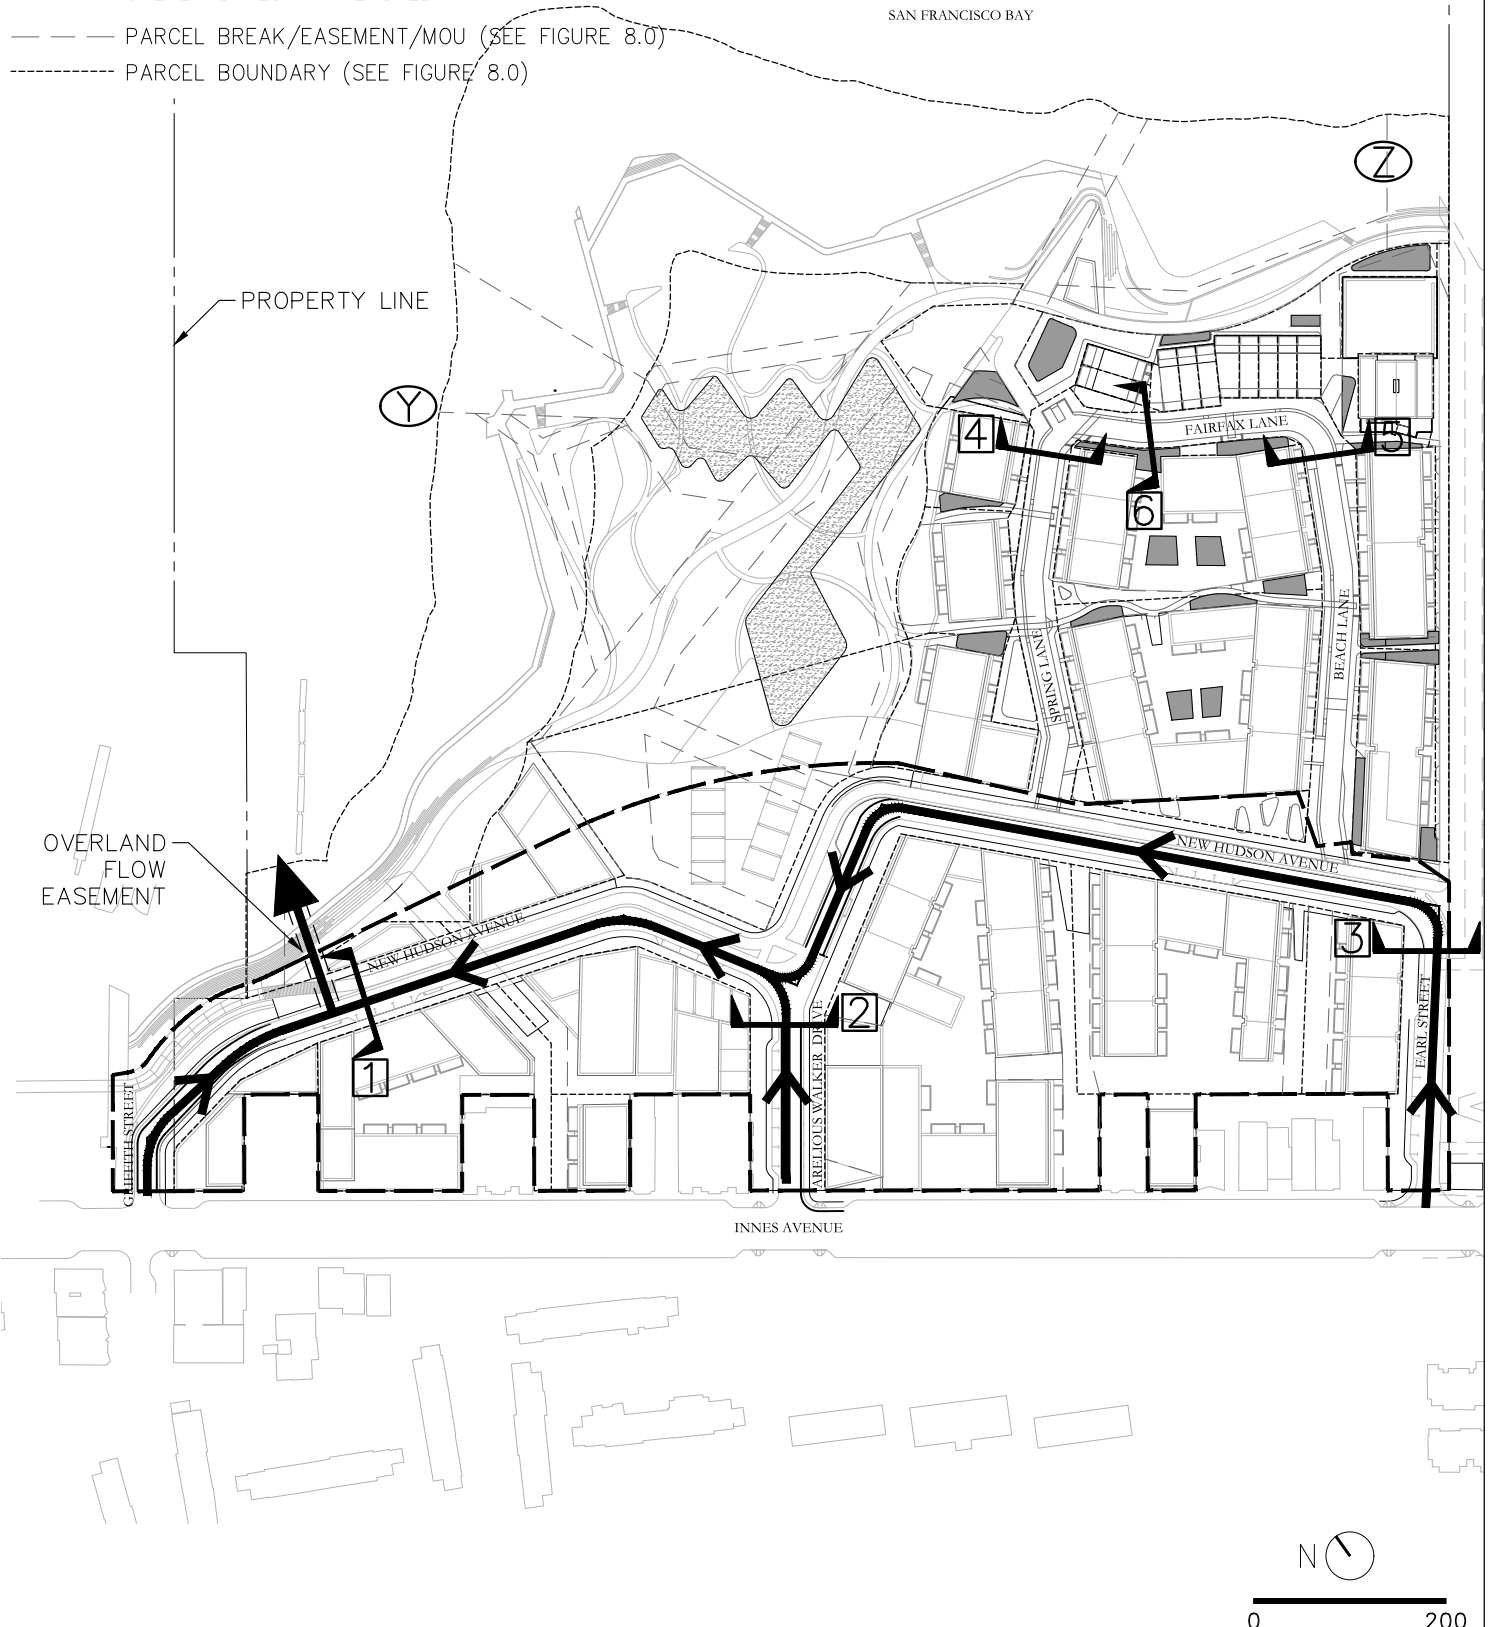 SAN FRANCISCO BAY
PARCEL BREAK/EASEMENT/MOU (SEE FIGURE 8.0)
PARCEL BOUNDARY (SEE FIGURE 8.0)
Z
PROPERTY LINE
Y
4
FAIRFAX LANE
5
6
BEACH LANE
SPRING LANE
OVERLAND
FLOW
EASEMENT
NEW HUDSON AVENUE
NEW HUDSON AVENUE
3
2
1
EARL STREET
ARELIOUS WALKER DRIVE
GRIFFITH STREET
INNES AVENUE
N
0
200